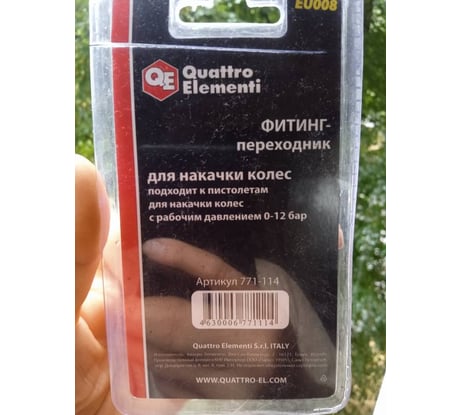 EU008
QE Quattro
Elementi
ФИТИНГ-
переходник
для накачки колес
подходит к пистолетам
для накачки колес
с рабочим давлением 0-12 бар
Артикул 771-114
4630006771114
Quattro Elementi S.r.l. ITALY
WWW.QUATTRO-EL.COM